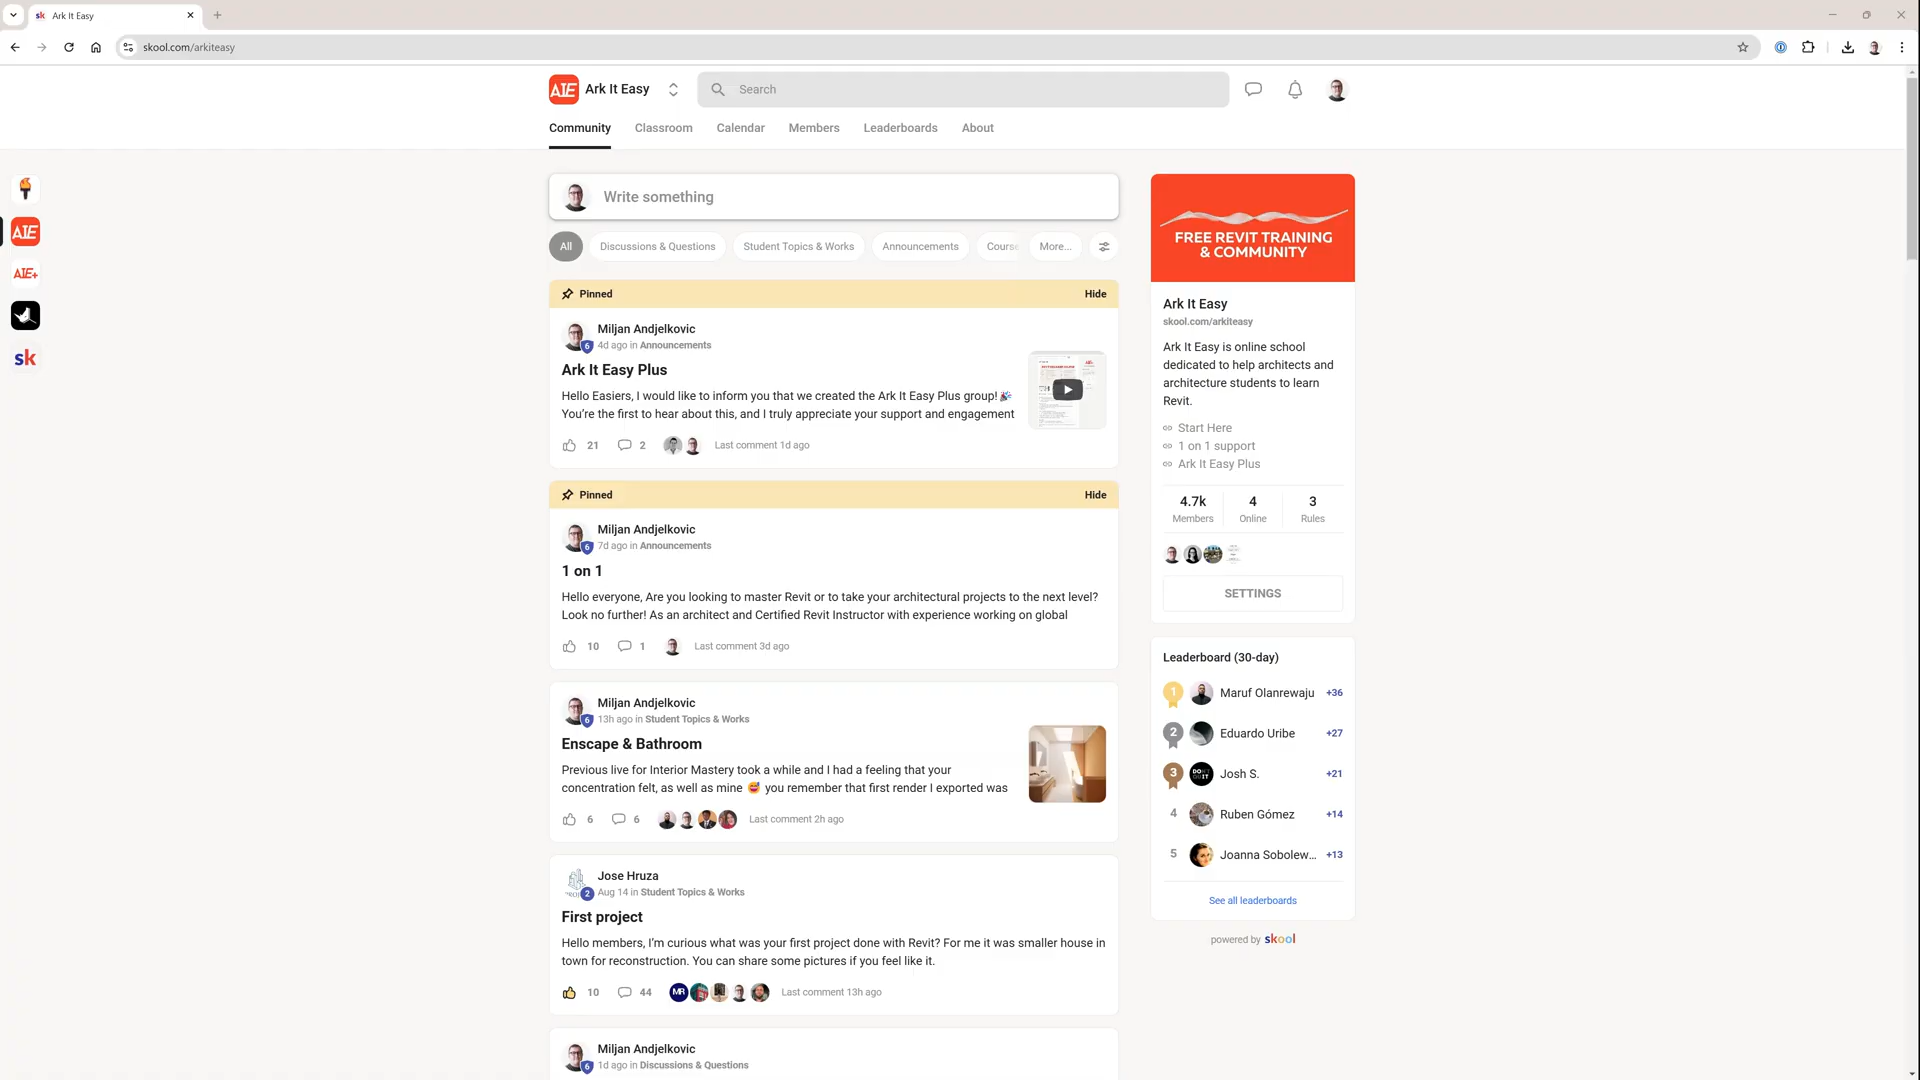 sk Ark It Easy
skool.com/arkiteasy
AIE Ark It Easy
Search
Community Classroom Calendar Members Leaderboards About
AIE
AIE+
sk
Write something
All Discussions & Questions Student Topics & Works Announcements Course More...
Pinned Hide
Miljan Andjelkovic
6 4d ago in Announcements
Ark It Easy Plus
Hello Easiers, I would like to inform you that we created the Ark It Easy Plus group! 🎉
You're the first to hear about this, and I truly appreciate your support and engagement
21 2 Last comment 1d ago
Pinned Hide
Miljan Andjelkovic
6 7d ago in Announcements
1 on 1
Hello everyone, Are you looking to master Revit or to take your architectural projects to the next level?
Look no further! As an architect and Certified Revit Instructor with experience working on global
10 1 Last comment 3d ago
Miljan Andjelkovic
6 13h ago in Student Topics & Works
Enscape & Bathroom
Previous live for Interior Mastery took a while and I had a feeling that your
concentration felt, as well as mine 😅 you remember that first render I exported was
6 6 Last comment 2h ago
Jose Hruza
2 Aug 14 in Student Topics & Works
First project
Hello members, I'm curious what was your first project done with Revit? For me it was smaller house in
town for reconstruction. You can share some pictures if you feel like it.
10 44 MR Last comment 13h ago
Miljan Andjelkovic
6 1d ago in Discussions & Questions
FREE REVIT TRAINING
& COMMUNITY
Ark It Easy
skool.com/arkiteasy
Ark It Easy is online school
dedicated to help architects and
architecture students to learn
Revit.
Start Here
1 on 1 support
Ark It Easy Plus
4.7k 4 3
Members Online Rules
SETTINGS
Leaderboard (30-day)
1 Maruf Olanrewaju +36
2 Eduardo Uribe +27
3 Josh S. +21
4 Ruben Gómez +14
5 Joanna Sobolew... +13
See all leaderboards
powered by skool